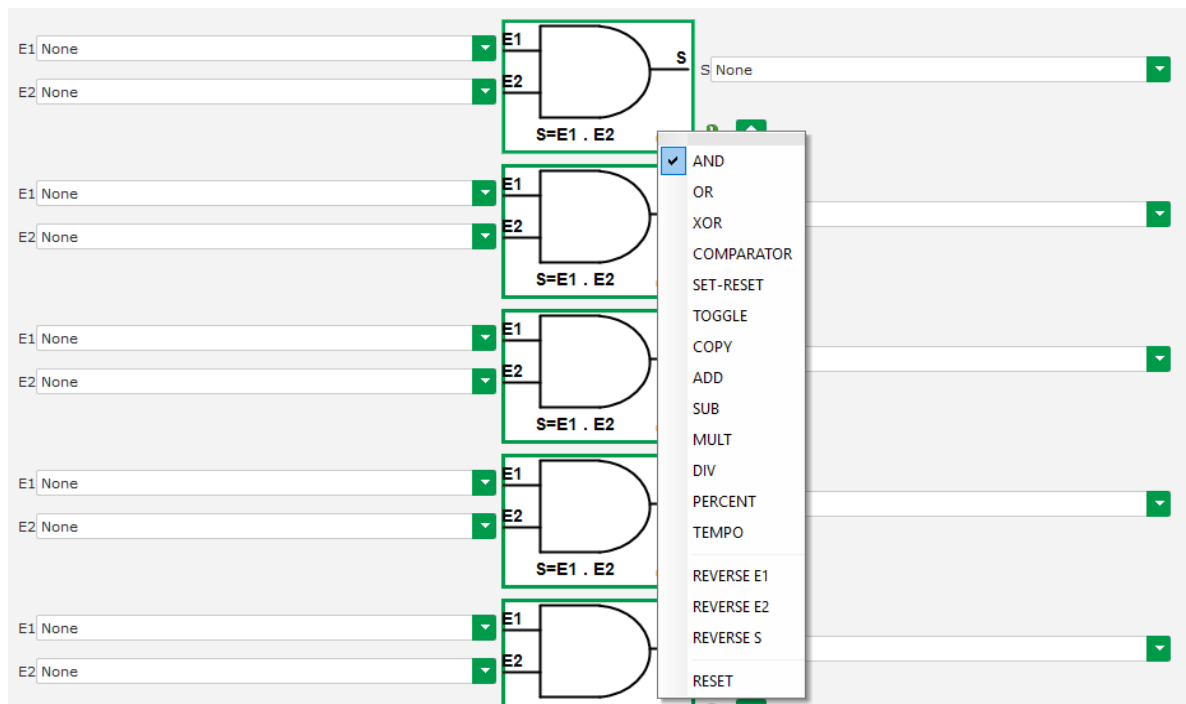 E1 None
E1
S
S None
E2 None
E2
S=E1 . E2
AND
OR
XOR
COMPARATOR
SET-RESET
TOGGLE
COPY
ADD
SUB
MULT
DIV
PERCENT
TEMPO
REVERSE E1
REVERSE E2
REVERSE S
RESET
E1 None
E1
E2 None
E2
S=E1 . E2
E1 None
E1
E2 None
E2
S=E1 . E2
E1 None
E1
E2 None
E2
S=E1 . E2
E1 None
E1
E2 None
E2